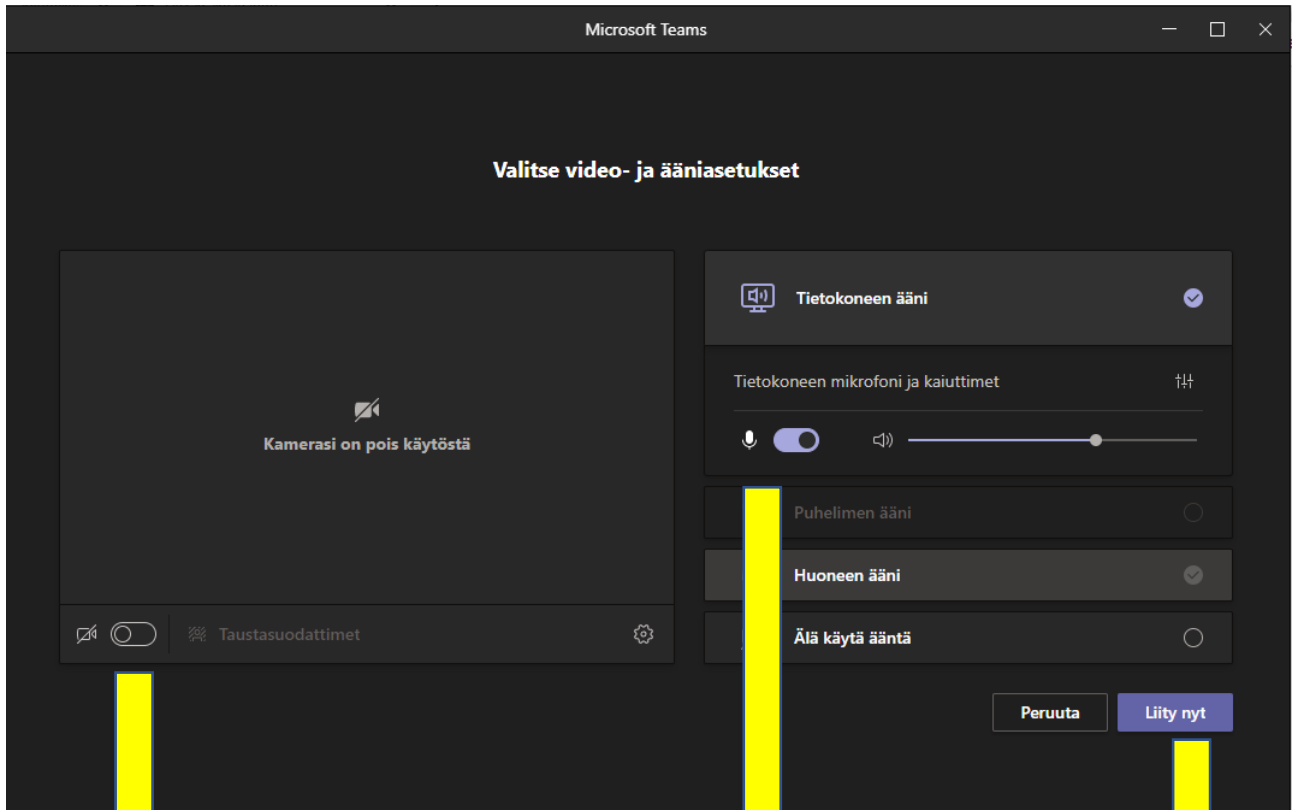 Microsoft Teams
Valitse video- ja ääniasetukset
Kamerasi on pois käytöstä
Taustasuodattimet
Tietokoneen ääni
Tietokoneen mikrofoni ja kaiuttimet
Puhelimen ääni
Huoneen ääni
Älä käytä ääntä
Peruuta
Liity nyt